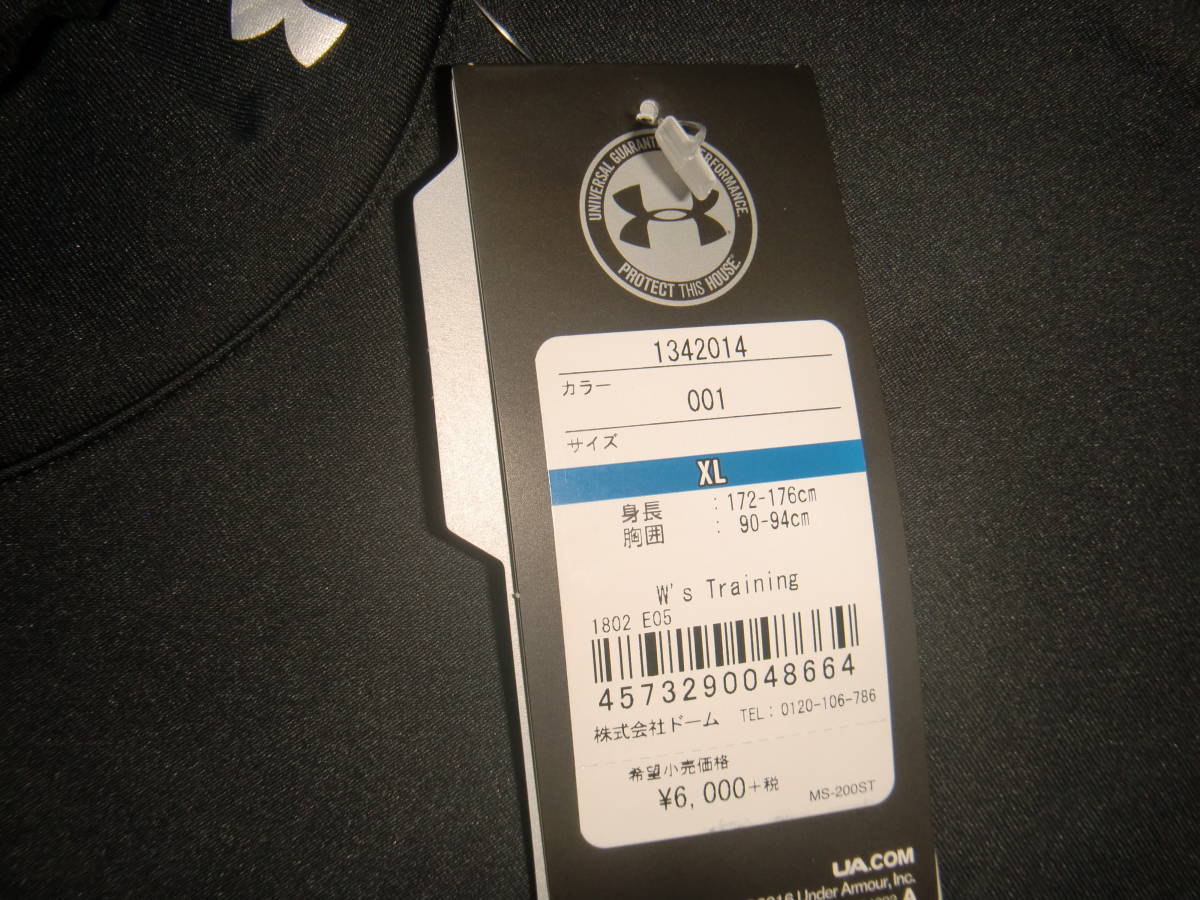 UNIVERSAL GUARANTEE PERFORMANCE.
PROTECT THIS HOUSE.
1342014
カラー
001
サイズ
XL
身長 : 172-176cm
胸囲 : 90-94cm
W's Training
1802 E05
4573290048664
株式会社ドーム TEL: 0120-106-786
希望小売価格
¥6,000+税
MS-200ST
UA.COM
2016 Under Armour, Inc.